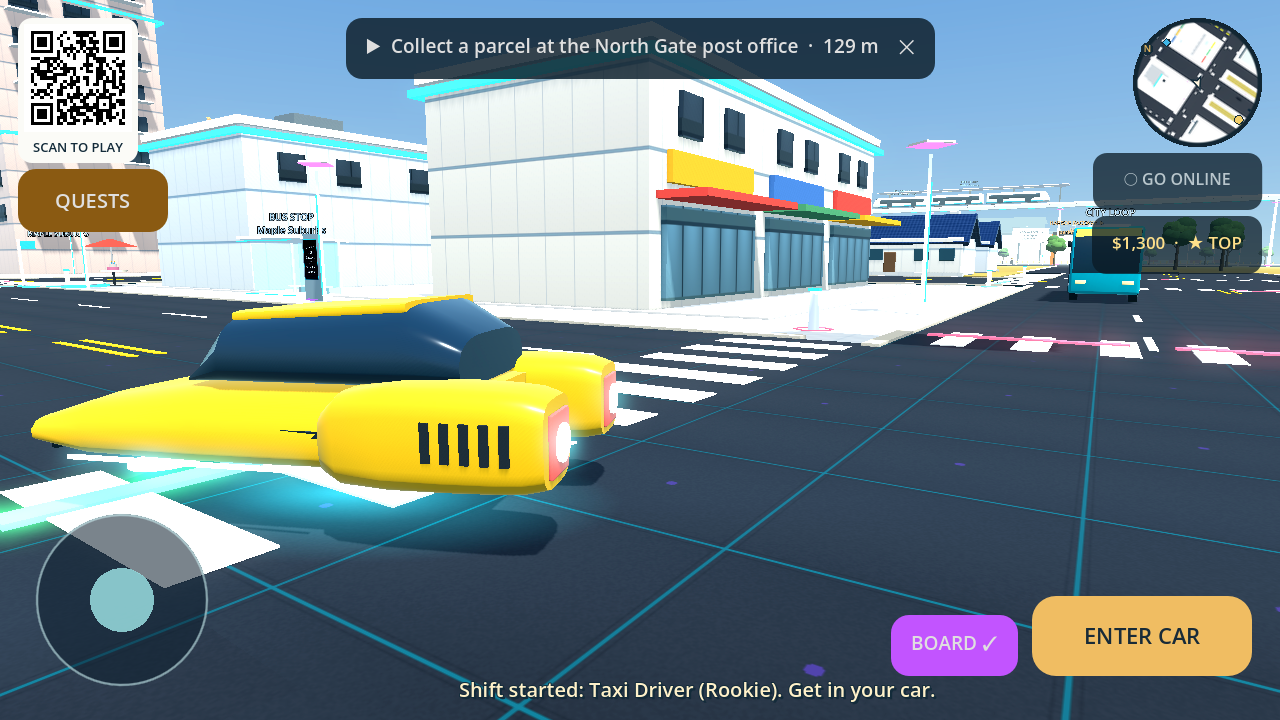 Collect a parcel at the North Gate post office · 129 m
SCAN TO PLAY
QUESTS
N
GO ONLINE
CITY LOOP
$1,300 · ★ TOP
BUS STOP
Maple Suburbs
BOARD ✓
ENTER CAR
Shift started: Taxi Driver (Rookie). Get in your car.